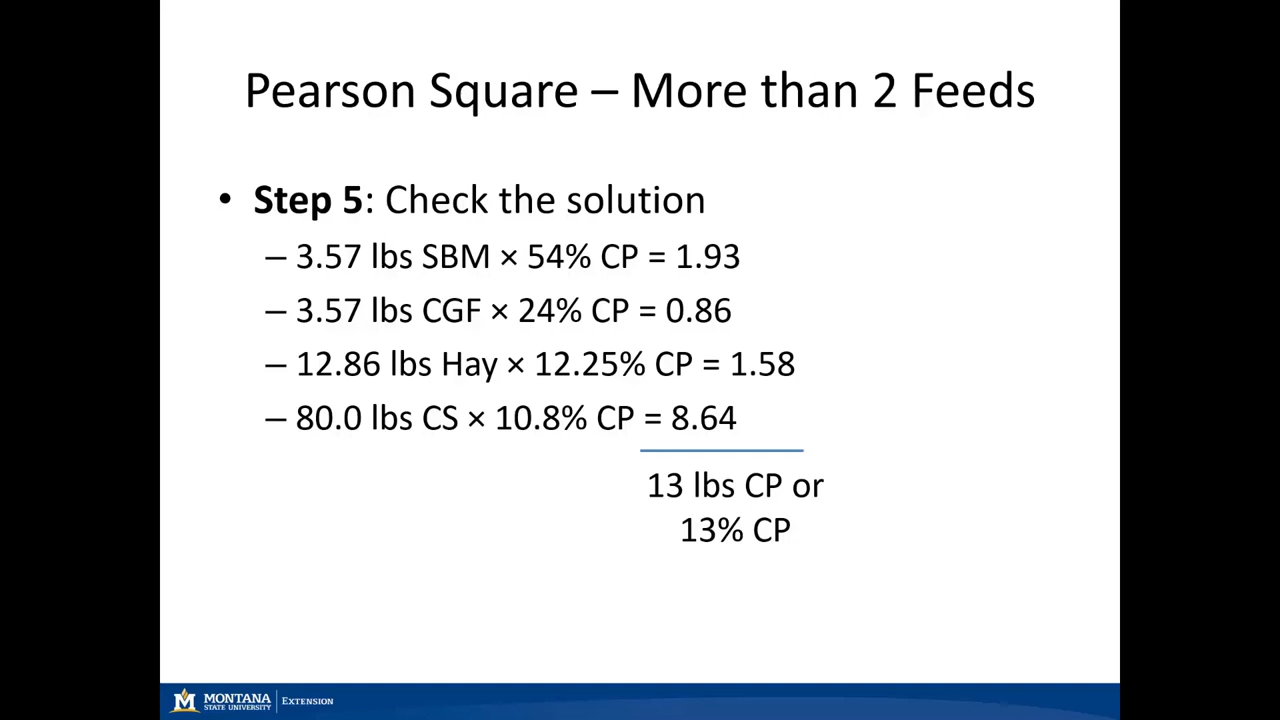 Pearson Square – More than 2 Feeds
• Step 5: Check the solution
– 3.57 lbs SBM × 54% CP = 1.93
– 3.57 lbs CGF × 24% CP = 0.86
– 12.86 lbs Hay × 12.25% CP = 1.58
– 80.0 lbs CS × 10.8% CP = 8.64
13 lbs CP or
13% CP
M MONTANA
STATE UNIVERSITY
EXTENSION